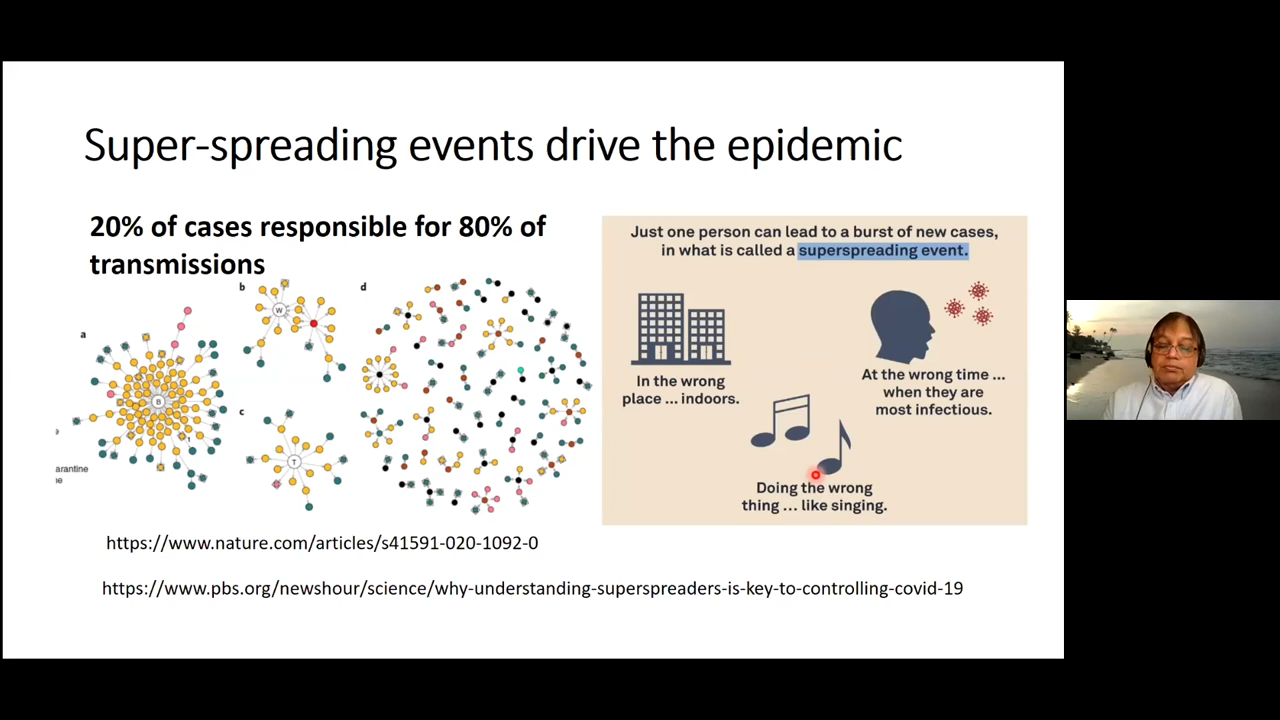 Super-spreading events drive the epidemic
20% of cases responsible for 80% of
transmissions
a
b
c
d
B
W
T
arantine
ne
Just one person can lead to a burst of new cases,
in what is called a superspreading event.
In the wrong
place ... indoors.
At the wrong time ...
when they are
most infectious.
Doing the wrong
thing ... like singing.
https://www.nature.com/articles/s41591-020-1092-0
https://www.pbs.org/newshour/science/why-understanding-superspreaders-is-key-to-controlling-covid-19